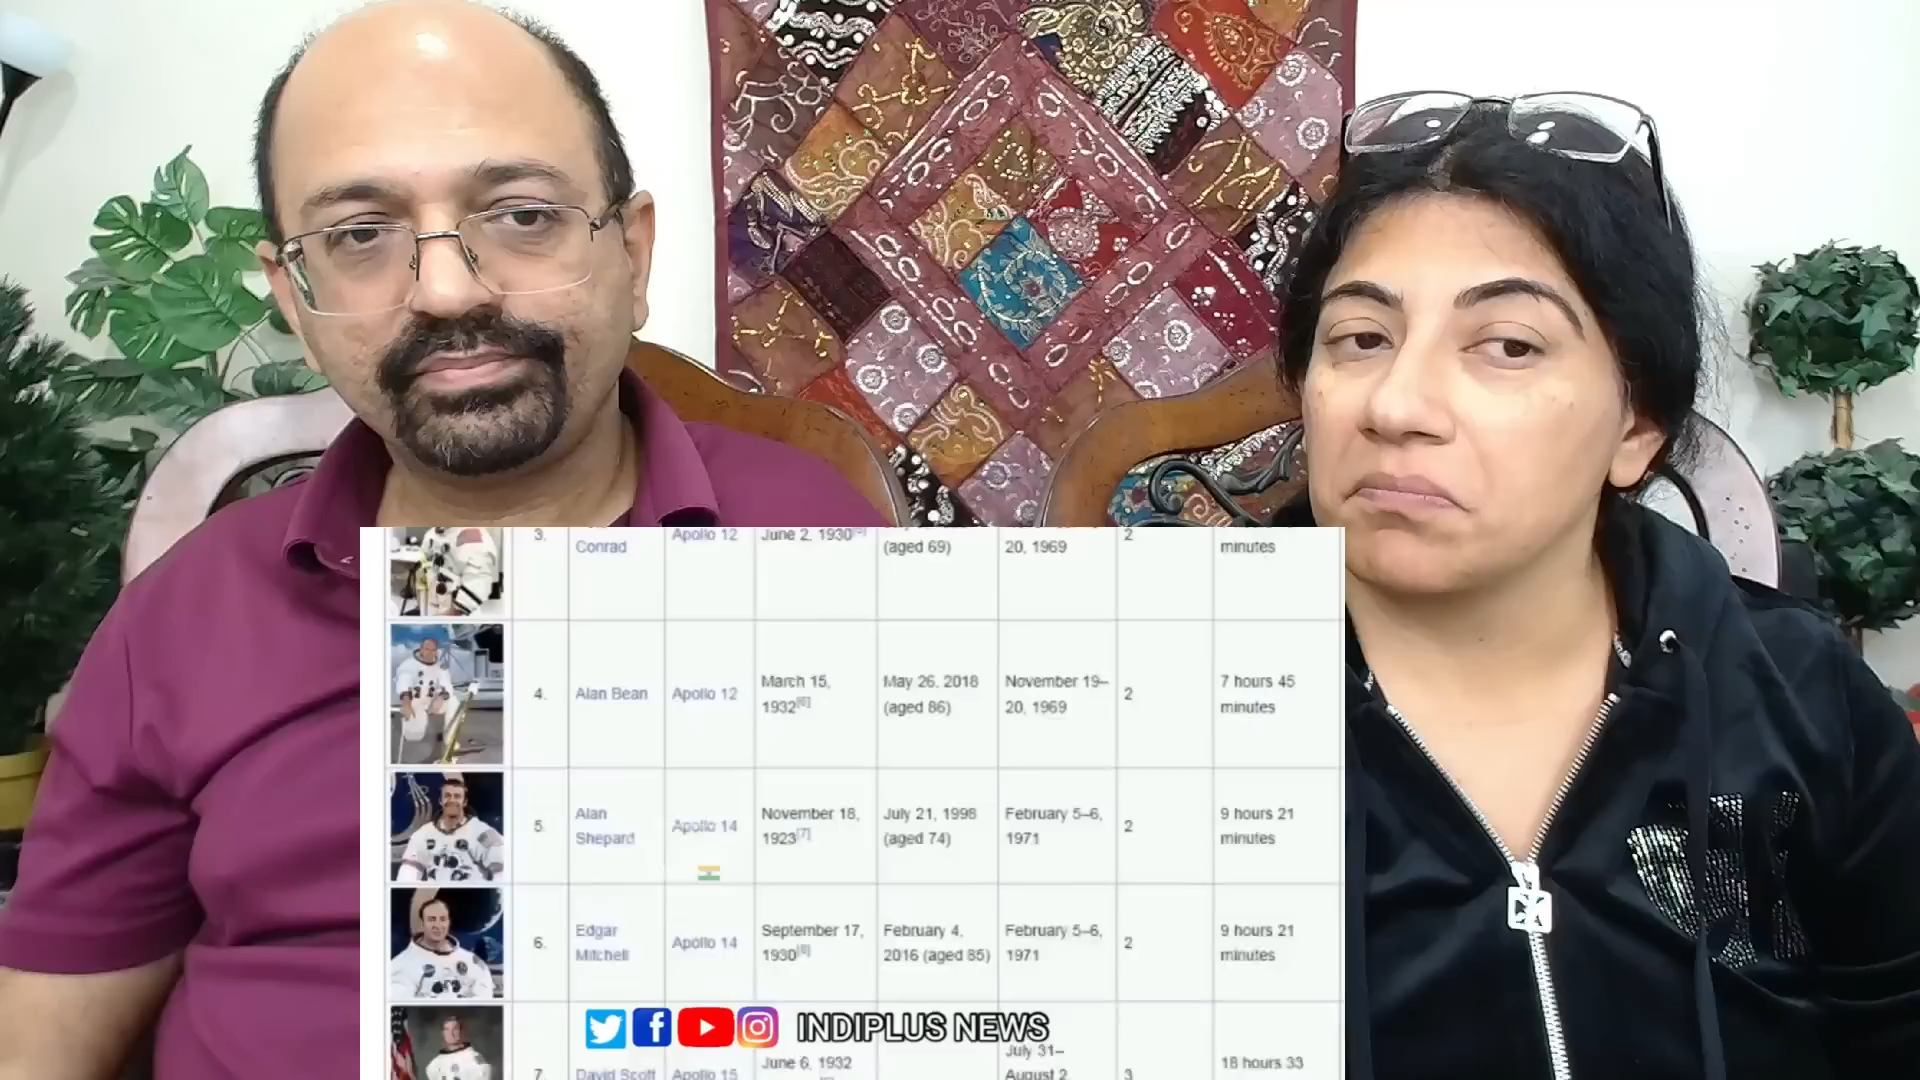 3.
Conrad
Apollo 12
June 2, 1930
(aged 69)
20, 1969
2
minutes
4.
Alan Bean
Apollo 12
March 15,
1932[6]
May 26, 2018
(aged 86)
November 19–
20, 1969
2
7 hours 45
minutes
5.
Alan
Shepard
Apollo 14
November 18,
1923[7]
July 21, 1998
(aged 74)
February 5–6,
1971
2
9 hours 21
minutes
6.
Edgar
Mitchell
Apollo 14
September 17,
1930[8]
February 4,
2016 (aged 85)
February 5–6,
1971
2
9 hours 21
minutes
INDIPLUS NEWS
7.
David Scott
Apollo 15
June 6, 1932
July 31–
August 2,
3
18 hours 33